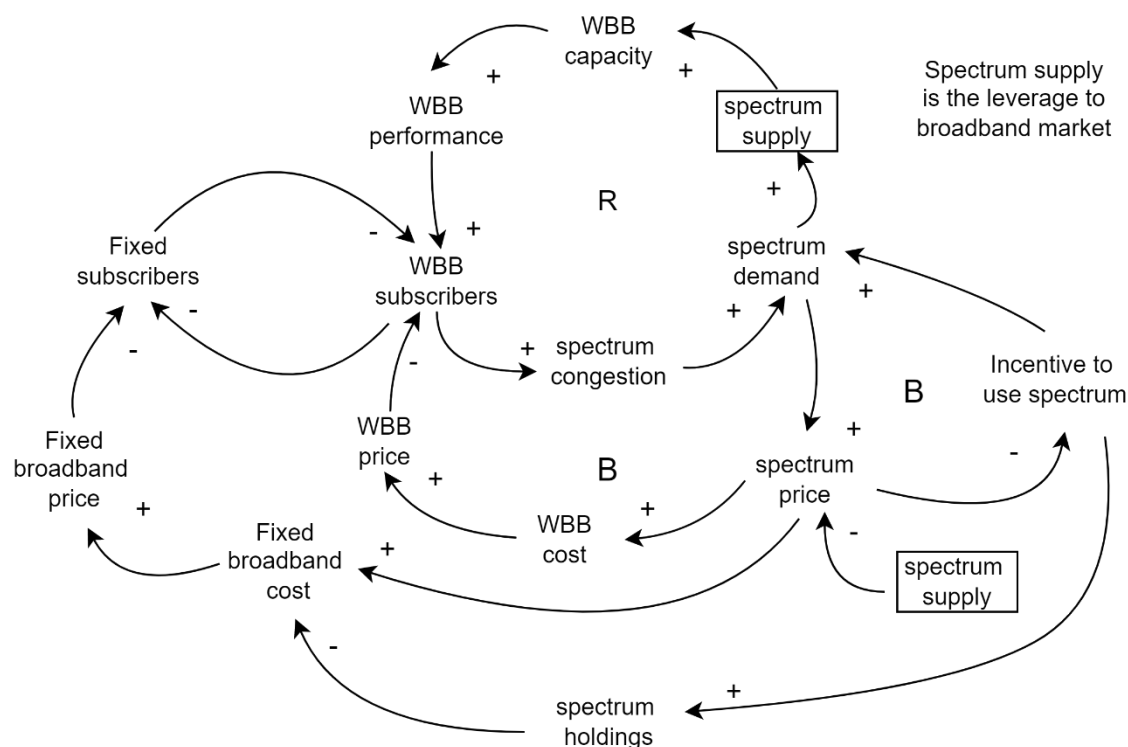 WBB
capacity
+
+
Spectrum supply
is the leverage to
broadband market
WBB
performance
spectrum
supply
+
R
-
+
Fixed
subscribers
WBB
subscribers
spectrum
demand
+
-
+
-
+
spectrum
congestion
-
Incentive to
use spectrum
B
WBB
price
+
Fixed
broadband
price
+
B
spectrum
price
-
+
+
WBB
cost
-
Fixed
broadband
cost
+
spectrum
supply
-
+
spectrum
holdings